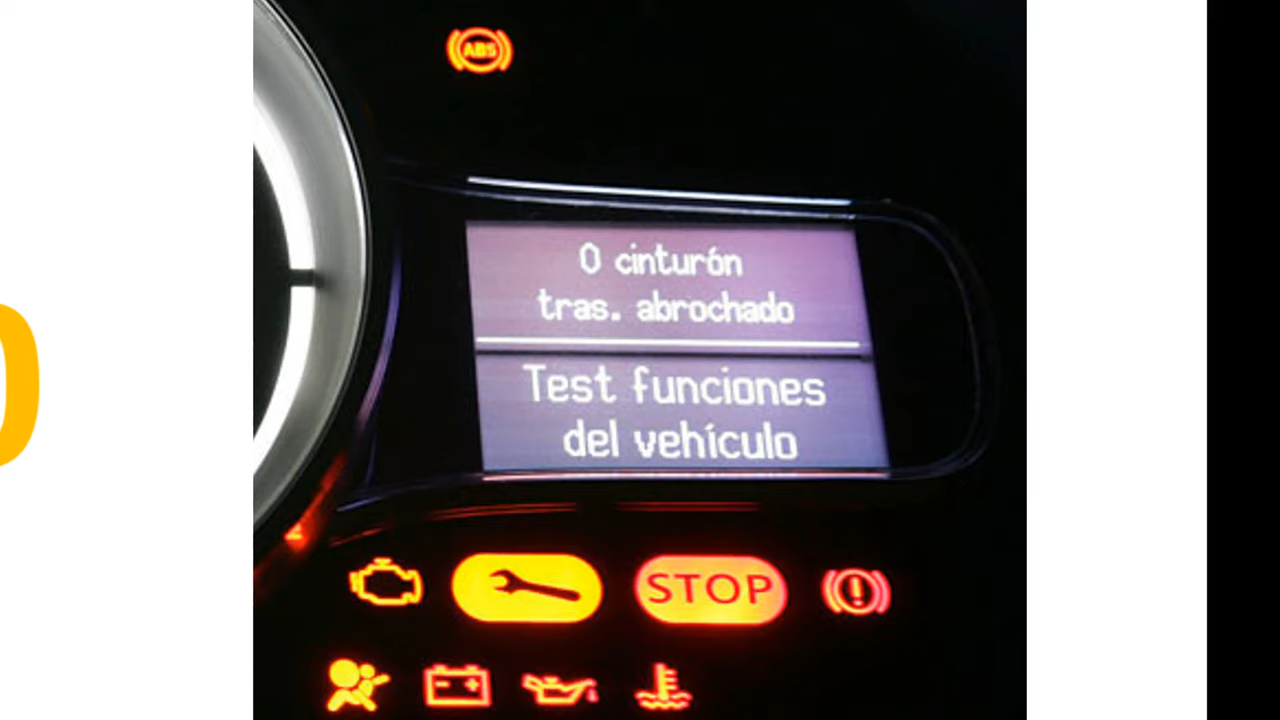 ABS
0 cinturón
tras. abrochado
Test funciones
del vehículo
STOP